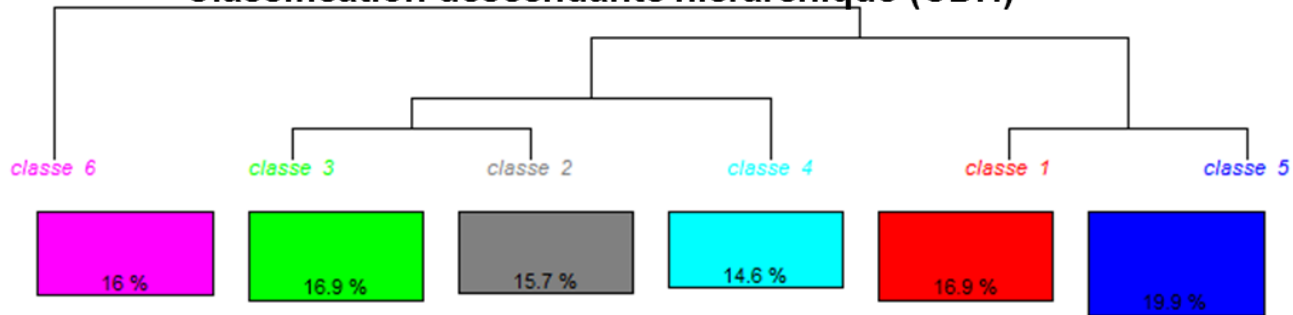 Classification descendante hiérarchique (CDH)
classe 6 classe 3 classe 2 classe 4 classe 1 classe 5
16 % 16.9 % 15.7 % 14.6 % 16.9 % 19.9 %